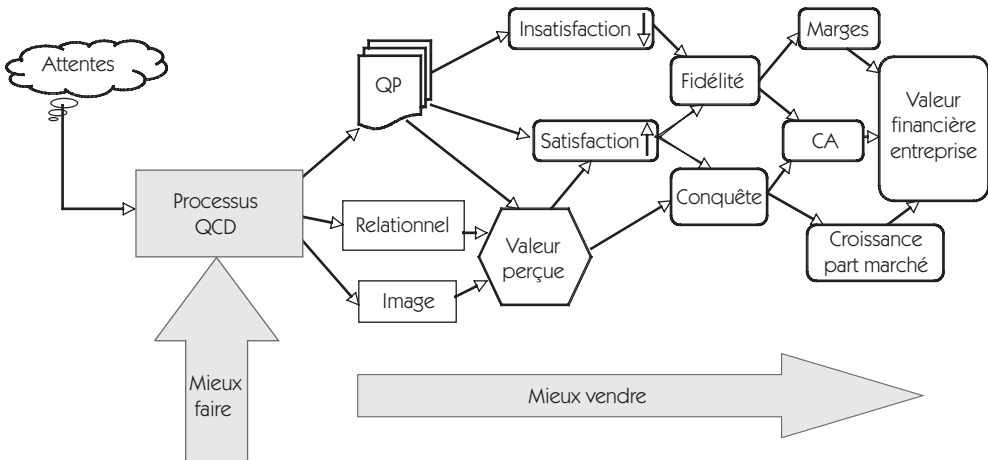 Attentes
Processus
QCD
Mieux
faire
QP
Relationnel
Image
Insatisfaction
Satisfaction
Valeur
perçue
Fidélité
Conquête
Marges
CA
Croissance
part marché
Valeur
financière
entreprise
Mieux vendre